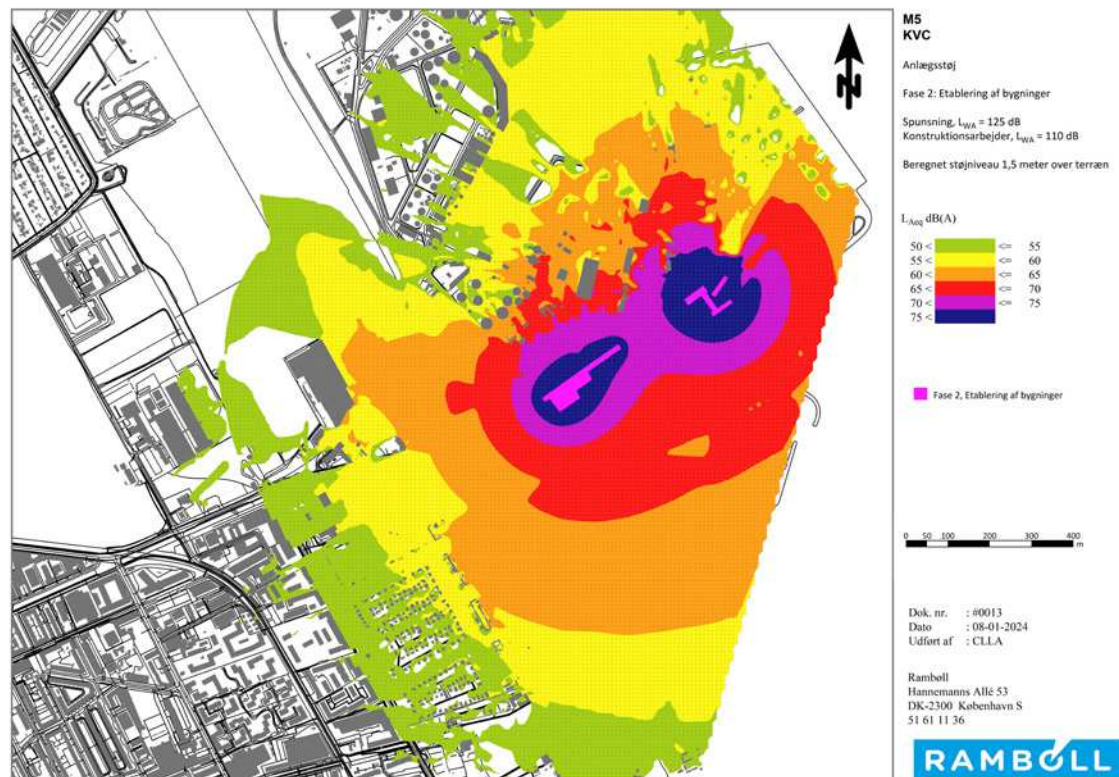 M5
KVC
Anlægsstøj
Fase 2: Etablering af bygninger
Spunsning, LWA = 125 dB
Konstruktionsarbejder, LWA = 110 dB
Beregnet støjniveau 1,5 meter over terræn
LAeq dB(A)
50 < <= 55
55 < <= 60
60 < <= 65
65 < <= 70
70 < <= 75
75 <
Fase 2, Etablering af bygninger
0 50 100 200 300 400
m
Dok. nr. : #0013
Dato : 08-01-2024
Udført af : CLLA
Rambøll
Hannemanns Allé 53
DK-2300 København S
51 61 11 36
RAMBOLL
N